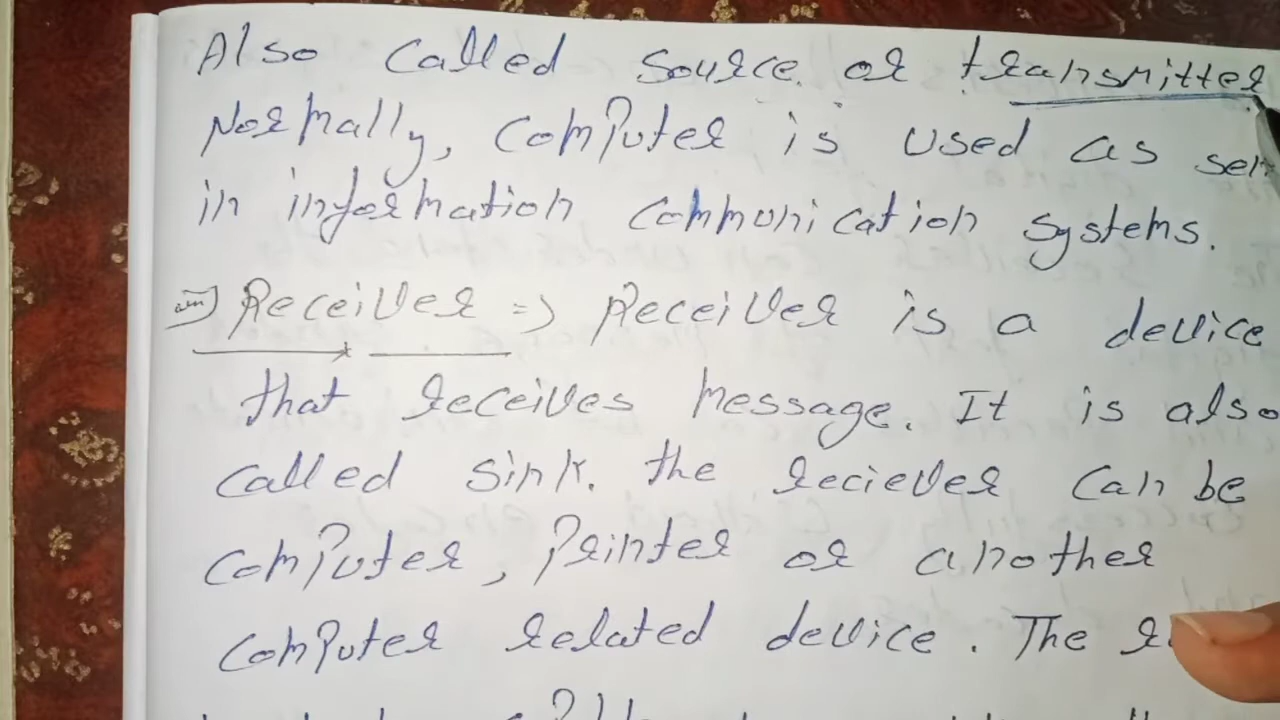 Also called source or transmitter
Normally, computer is used as sen
in information communication systems.
iii) Receiver => Receiver is a device
that receives message. It is also
called sink. the reciever can be
computer, printer or another
computer related device. The r